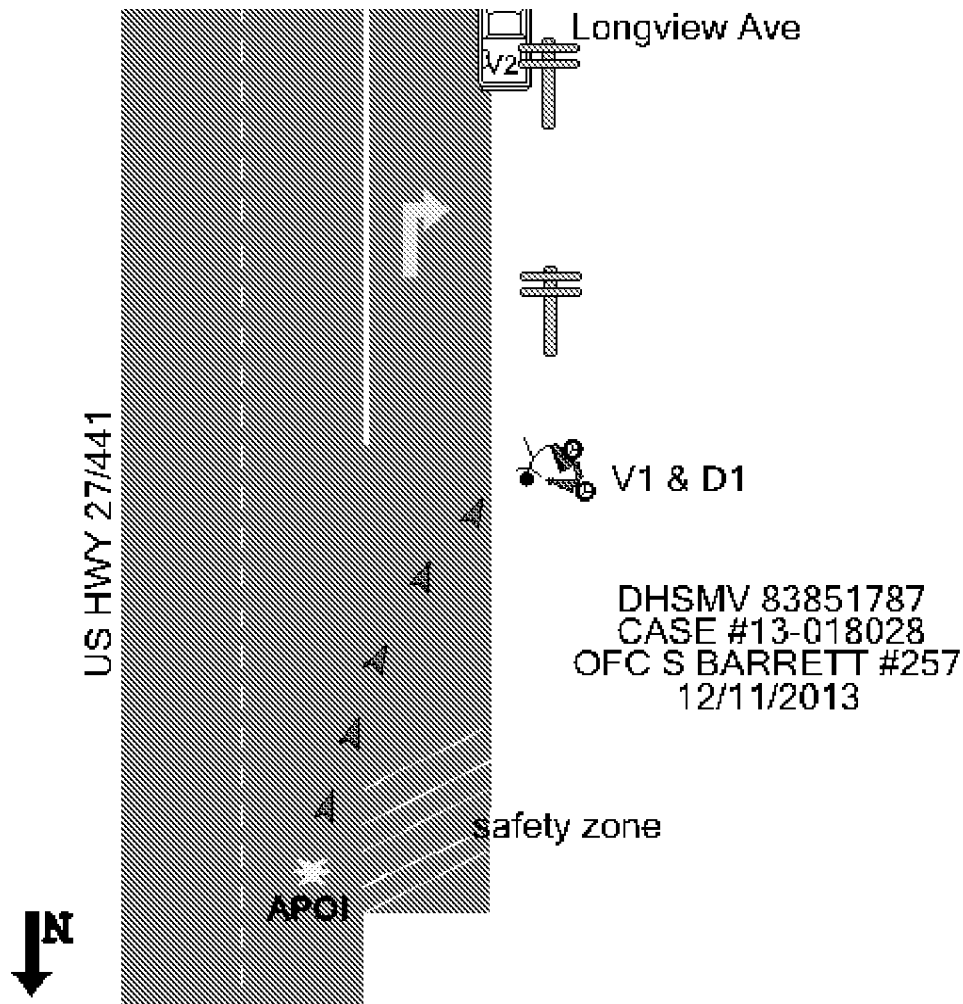 Longview Ave
V2
US HWY 27/441
V1 & D1
DHSMV 83851787
CASE #13-018028
OFC S BARRETT #257
12/11/2013
safety zone
APOI
N